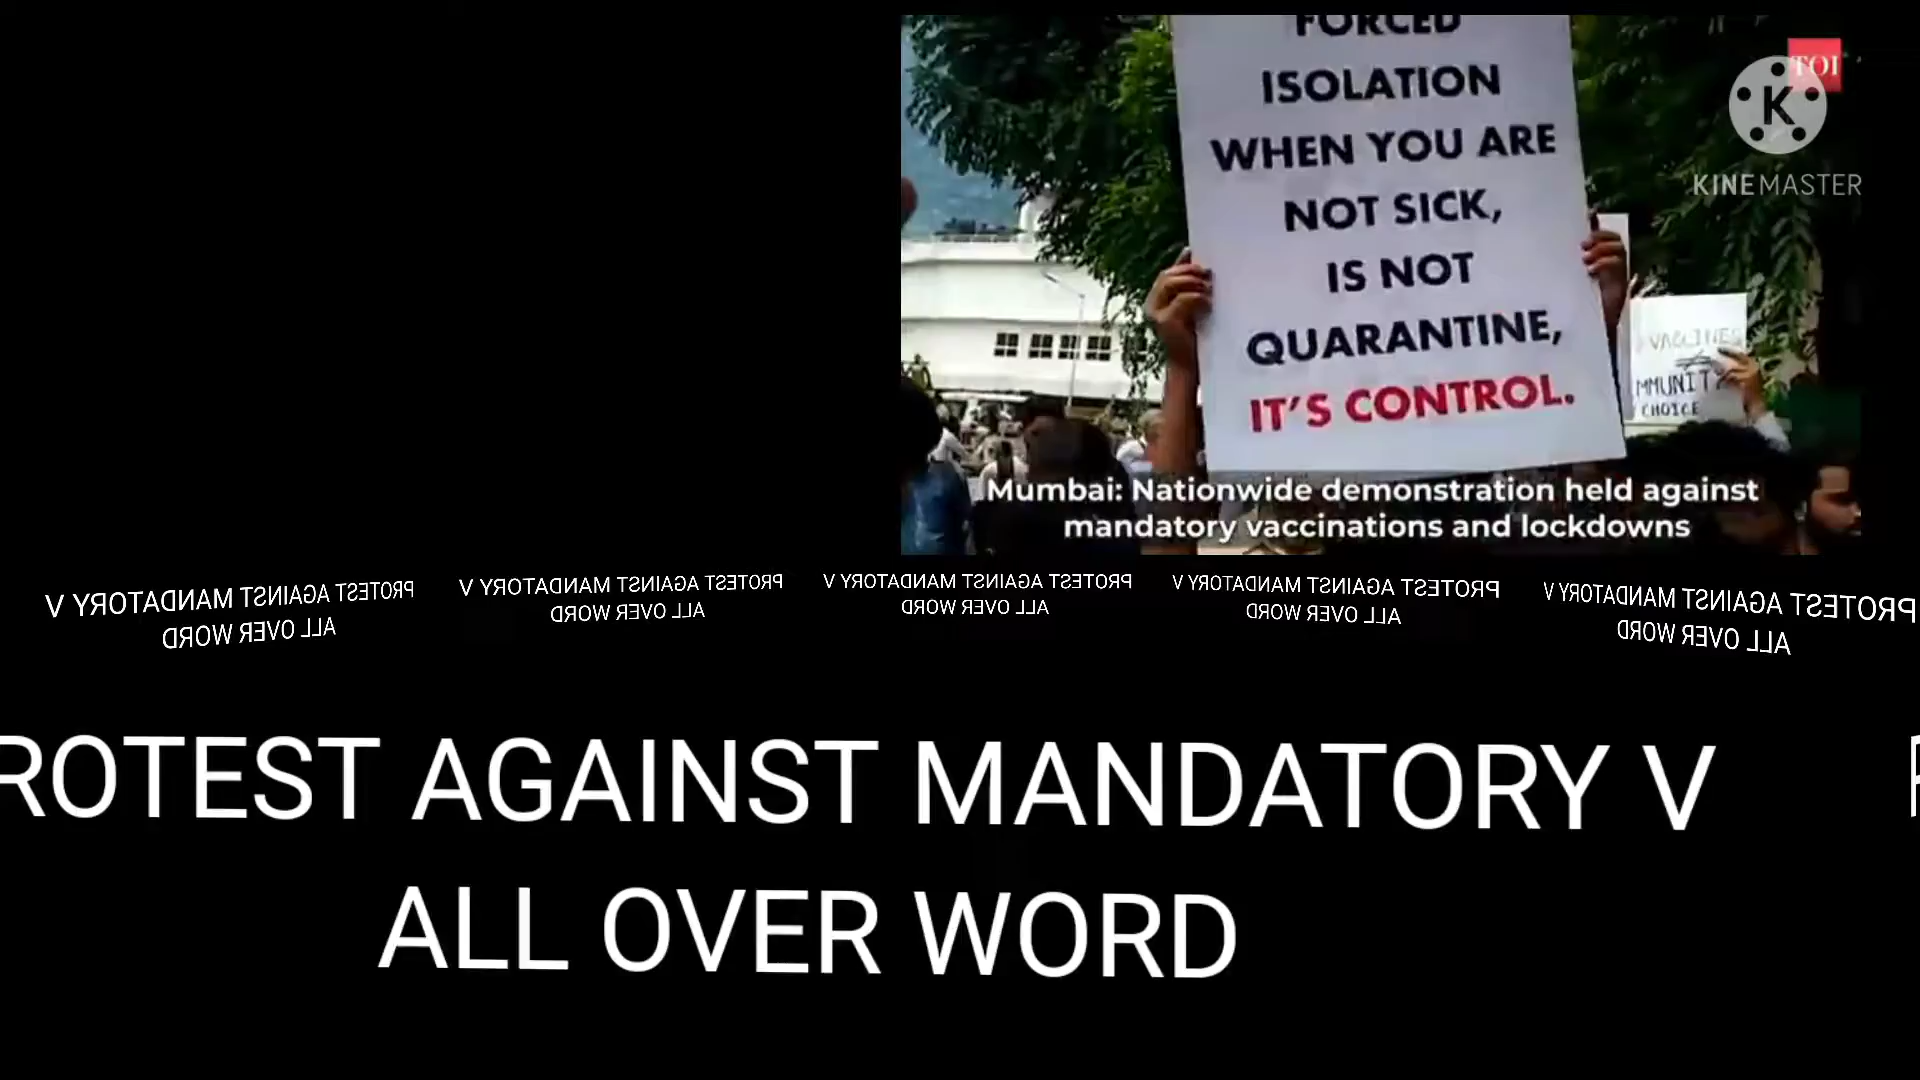 FORCED
ISOLATION
WHEN YOU ARE
NOT SICK,
IS NOT
QUARANTINE,
IT'S CONTROL.
TOI
K
KINEMASTER
VACCINES
MMUNITY
CHOICE
Mumbai: Nationwide demonstration held against
mandatory vaccinations and lockdowns
PROTEST AGAINST MANDATORY V
ALL OVER WORD
PROTEST AGAINST MANDATORY V
ALL OVER WORD
PROTEST AGAINST MANDATORY V
ALL OVER WORD
PROTEST AGAINST MANDATORY V
ALL OVER WORD
PROTEST AGAINST MANDATORY V
ALL OVER WORD
ROTEST AGAINST MANDATORY V
ALL OVER WORD